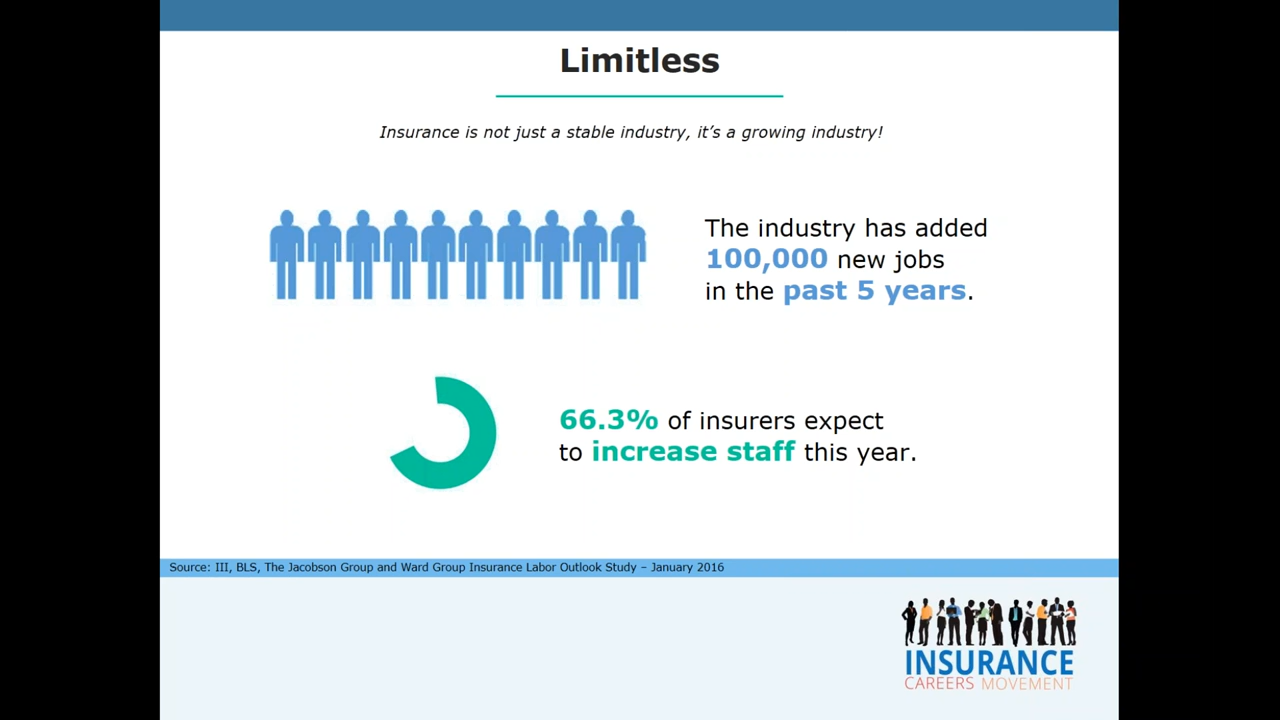 Limitless
Insurance is not just a stable industry, it's a growing industry!
The industry has added
100,000 new jobs
in the past 5 years.
66.3% of insurers expect
to increase staff this year.
Source: III, BLS, The Jacobson Group and Ward Group Insurance Labor Outlook Study – January 2016
INSURANCE
CAREERS MOVEMENT